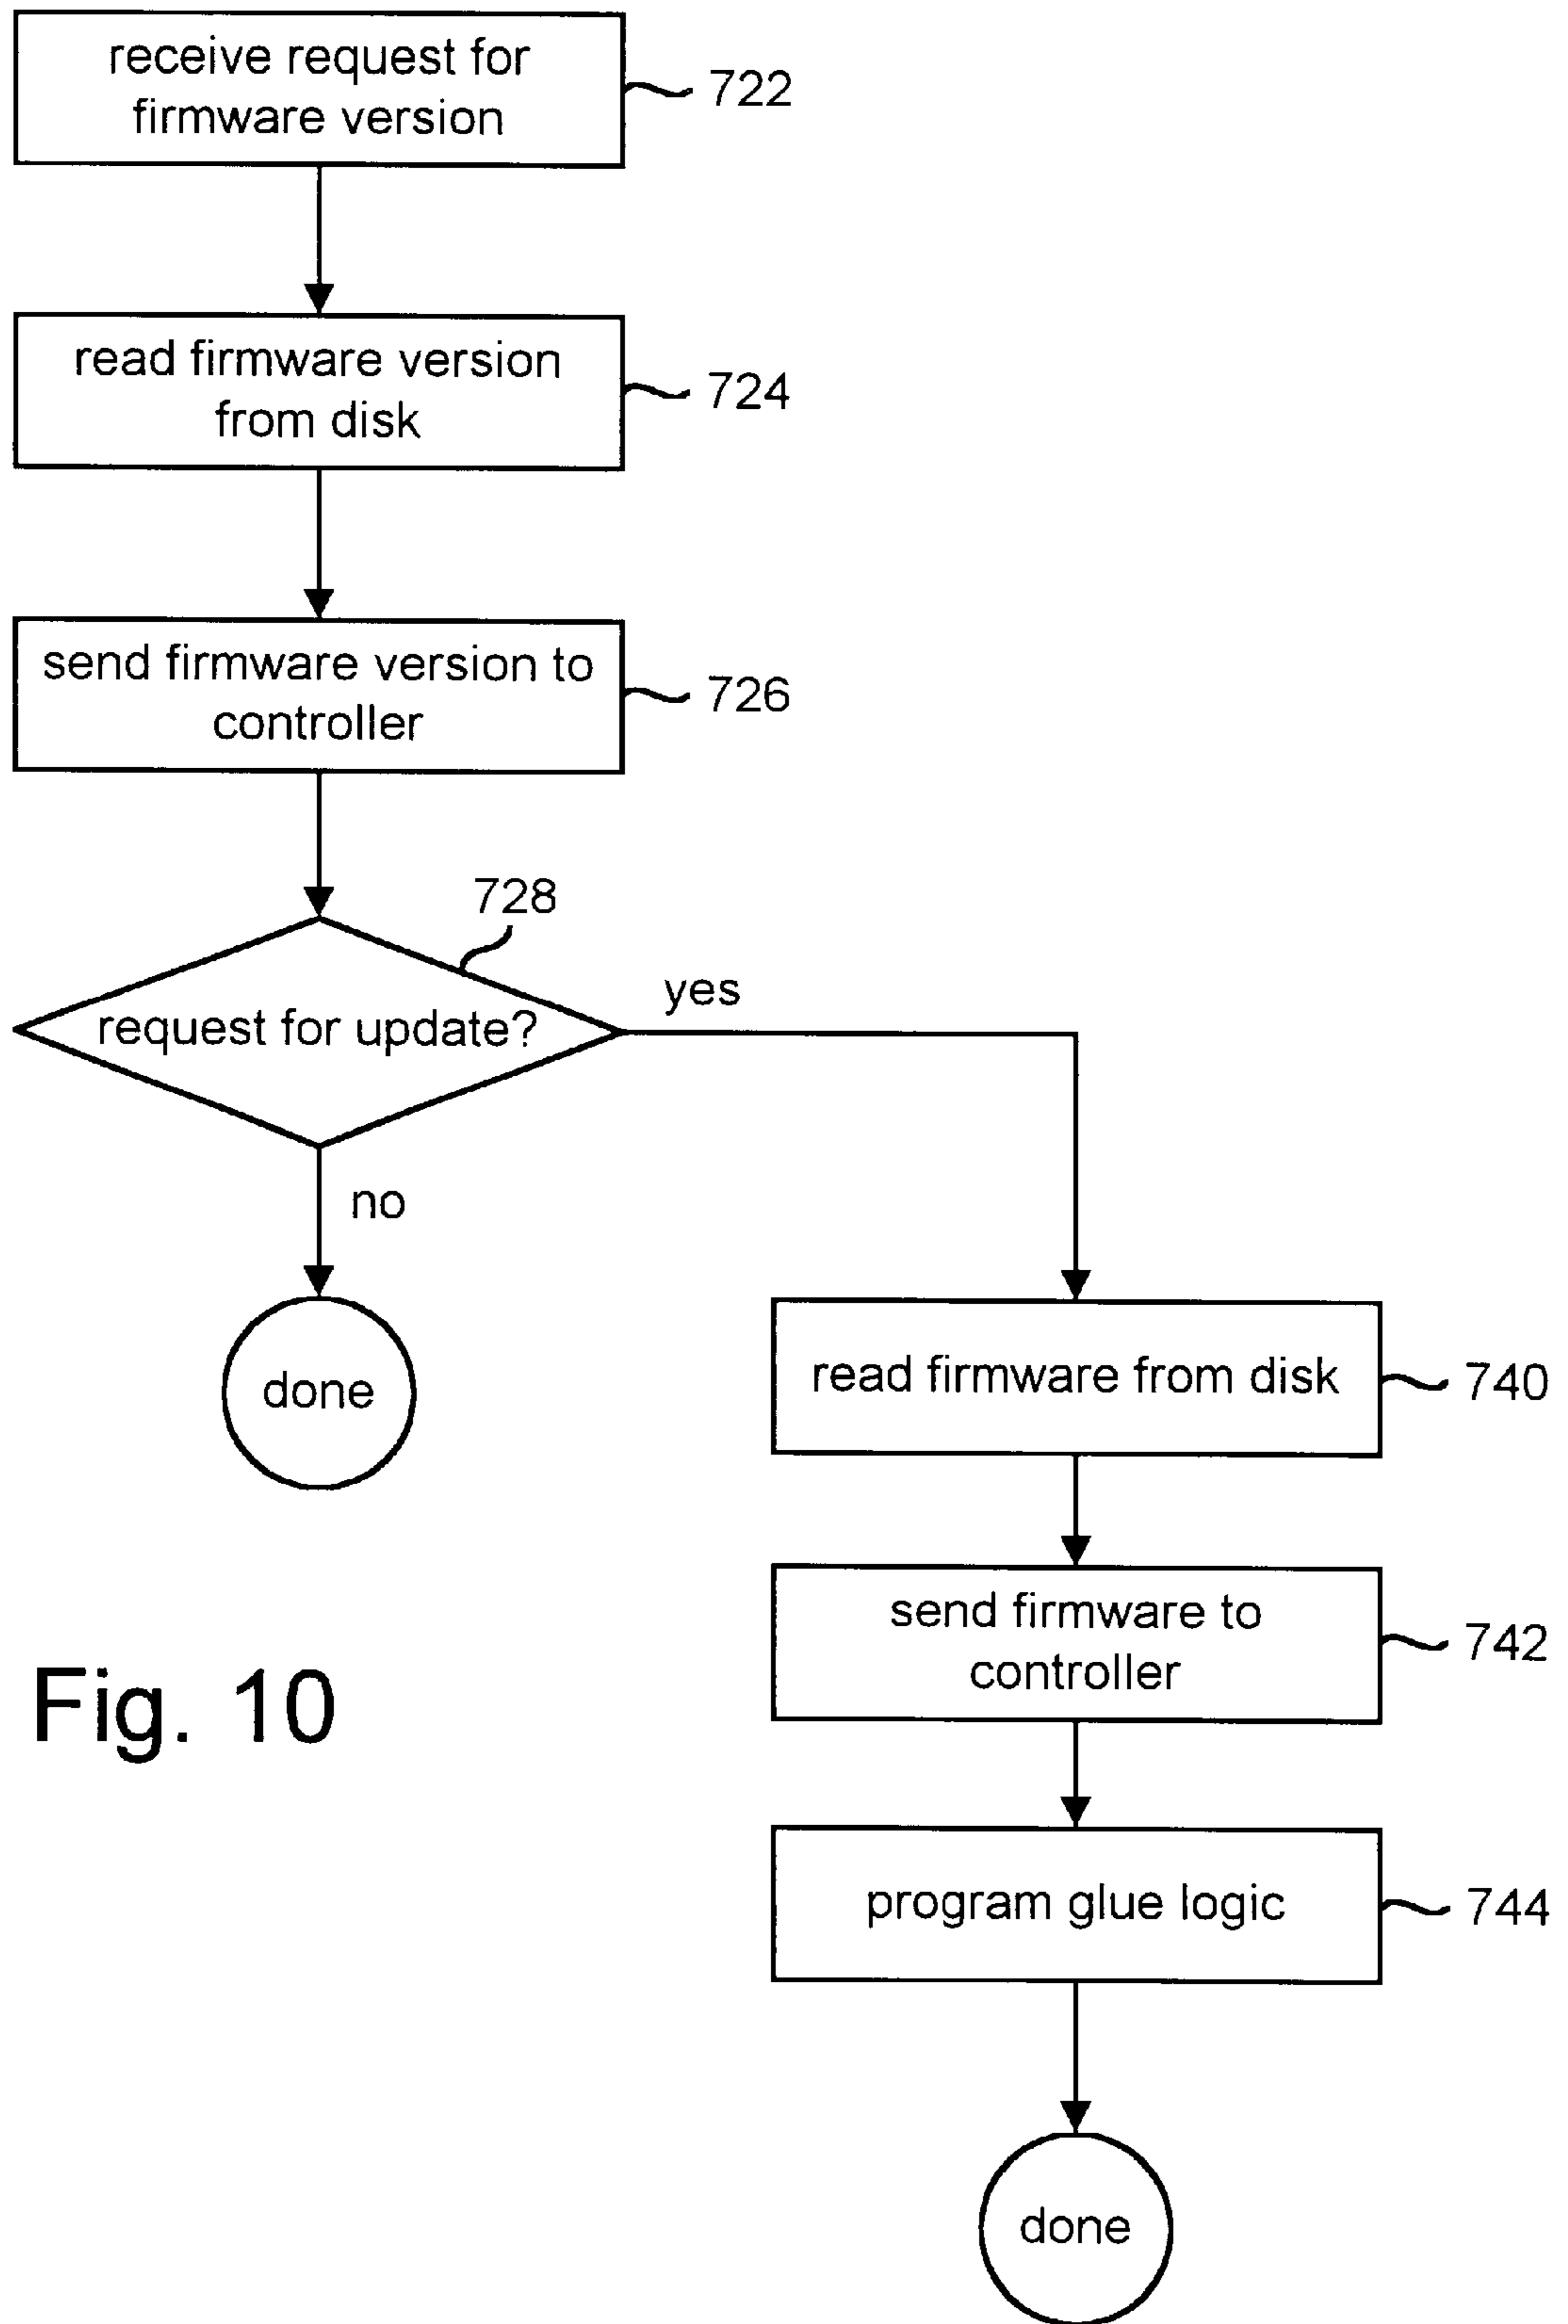 receive request for
firmware version
722
read firmware version
from disk
724
send firmware version to
controller
726
728
request for update?
yes
no
done
read firmware from disk
740
send firmware to
controller
742
program glue logic
744
done
Fig. 10